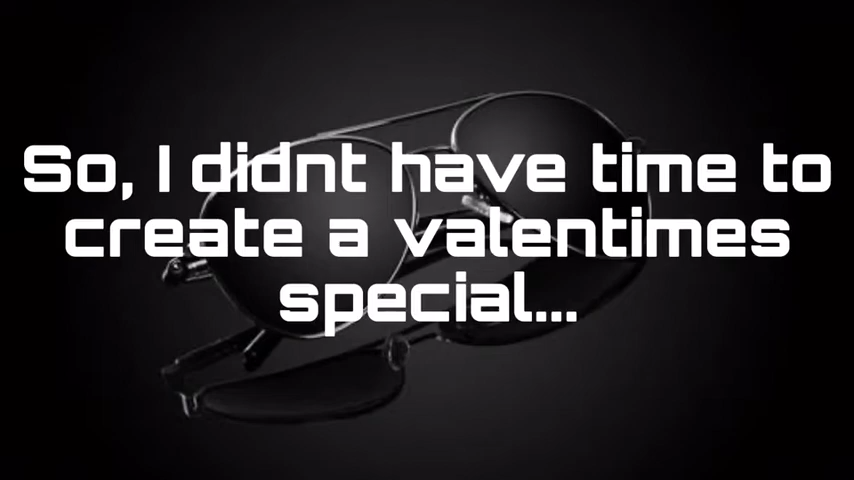 So, I didnt have time to
create a valentimes
special...